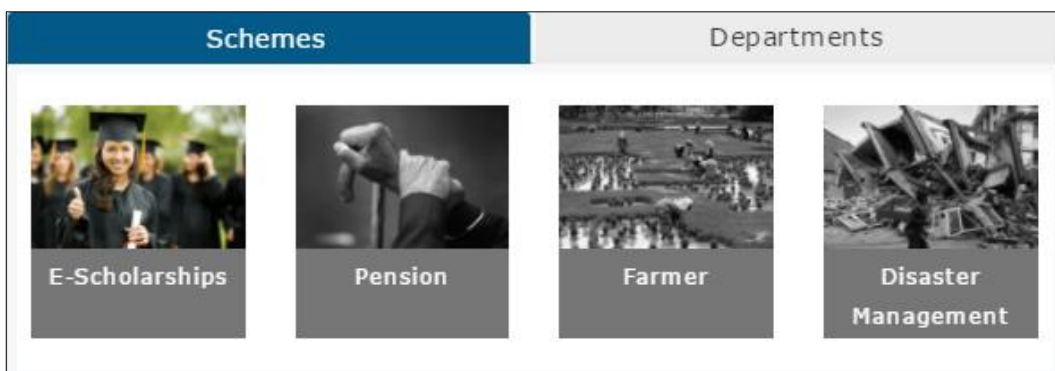 Schemes
Departments
E-Scholarships
Pension
Farmer
Disaster
Management